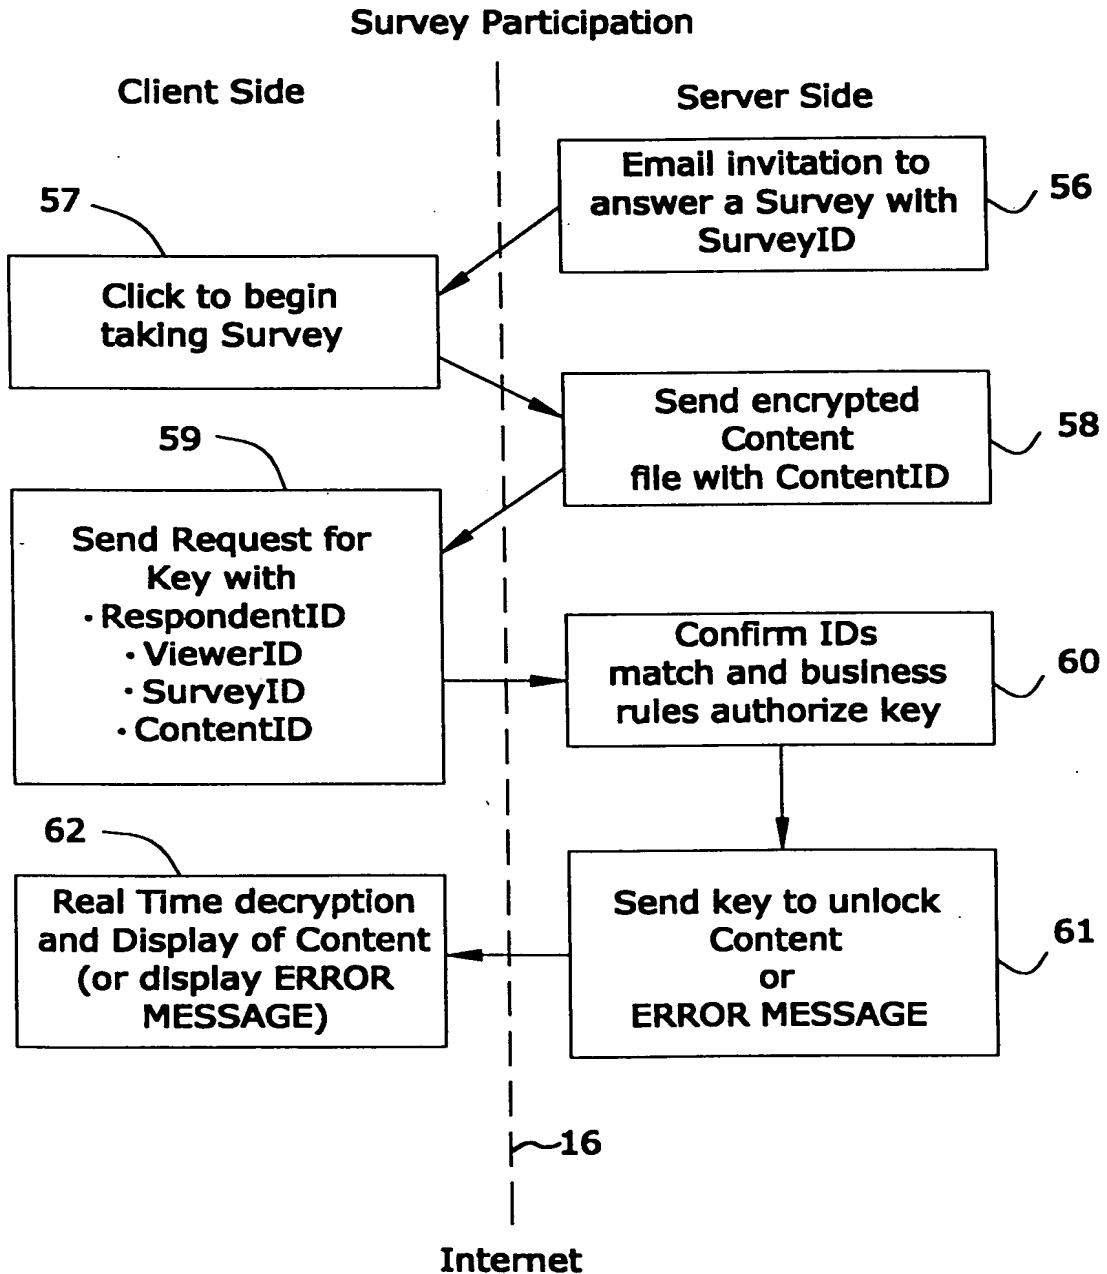 Survey Participation
Client Side
Server Side
Email invitation to
answer a Survey with
SurveyID
56
57
Click to begin
taking Survey
Send encrypted
Content
file with ContentID
58
59
Send Request for
Key with
· RespondentID
· ViewerID
· SurveyID
· ContentID
Confirm IDs
match and business
rules authorize key
60
Send key to unlock
Content
or
ERROR MESSAGE
61
62
Real Time decryption
and Display of Content
(or display ERROR
MESSAGE)
16
Internet